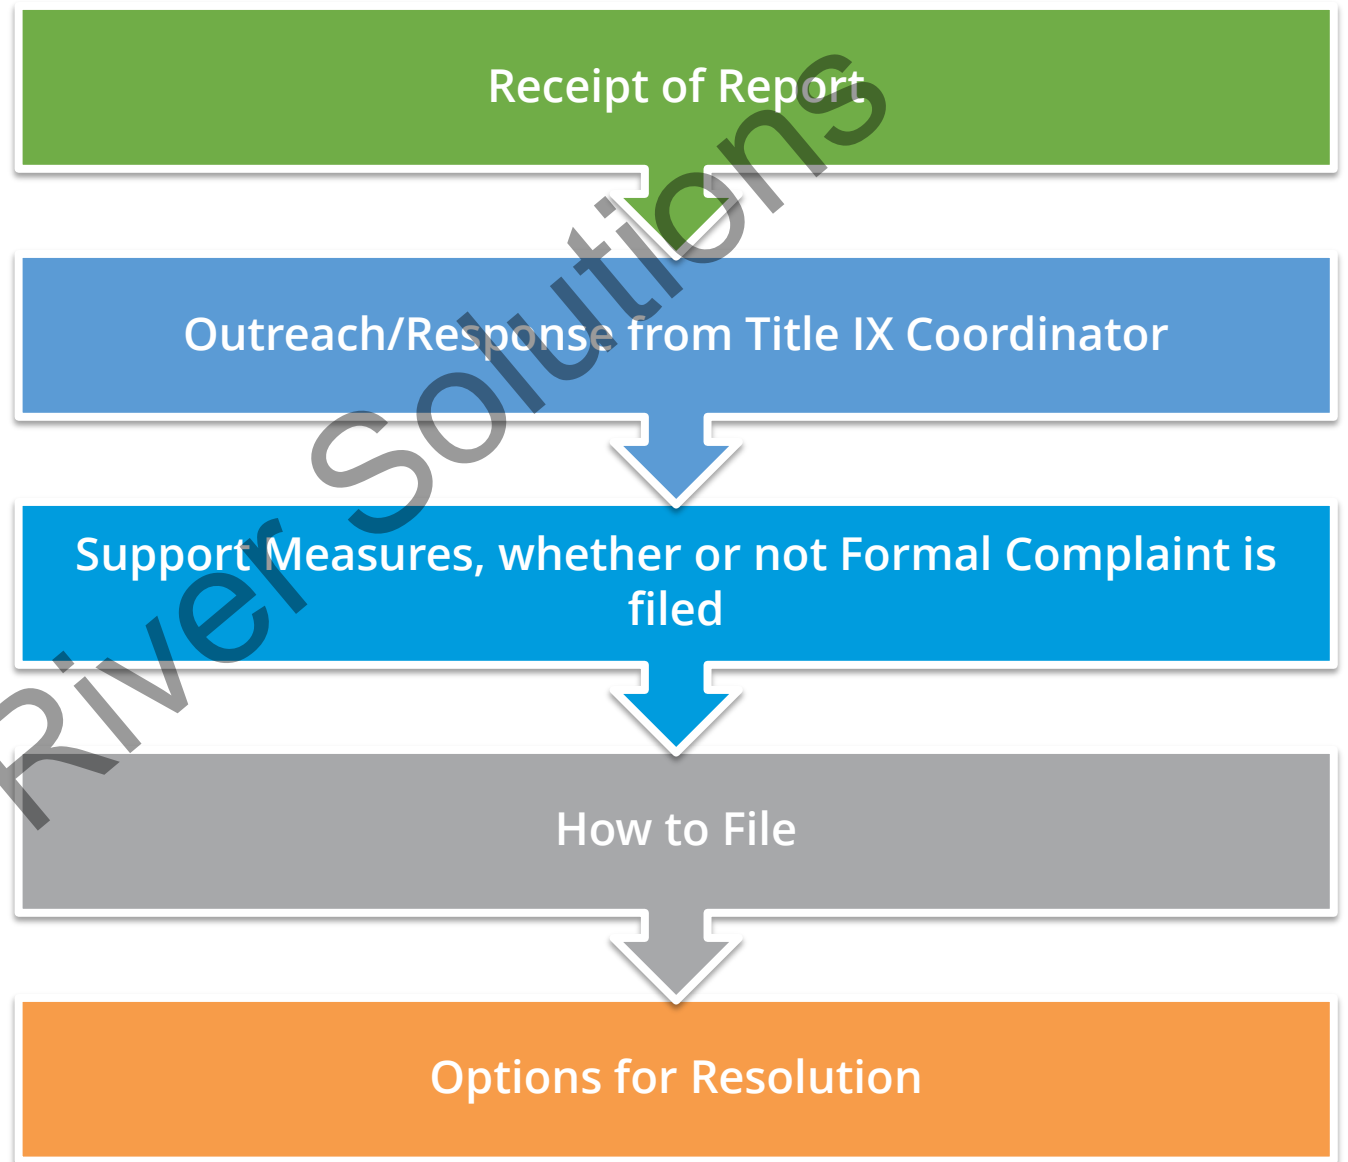 Receipt of Report
Outreach/Response from Title IX Coordinator
Support Measures, whether or not Formal Complaint is
filed
How to File
Options for Resolution
River Solutions